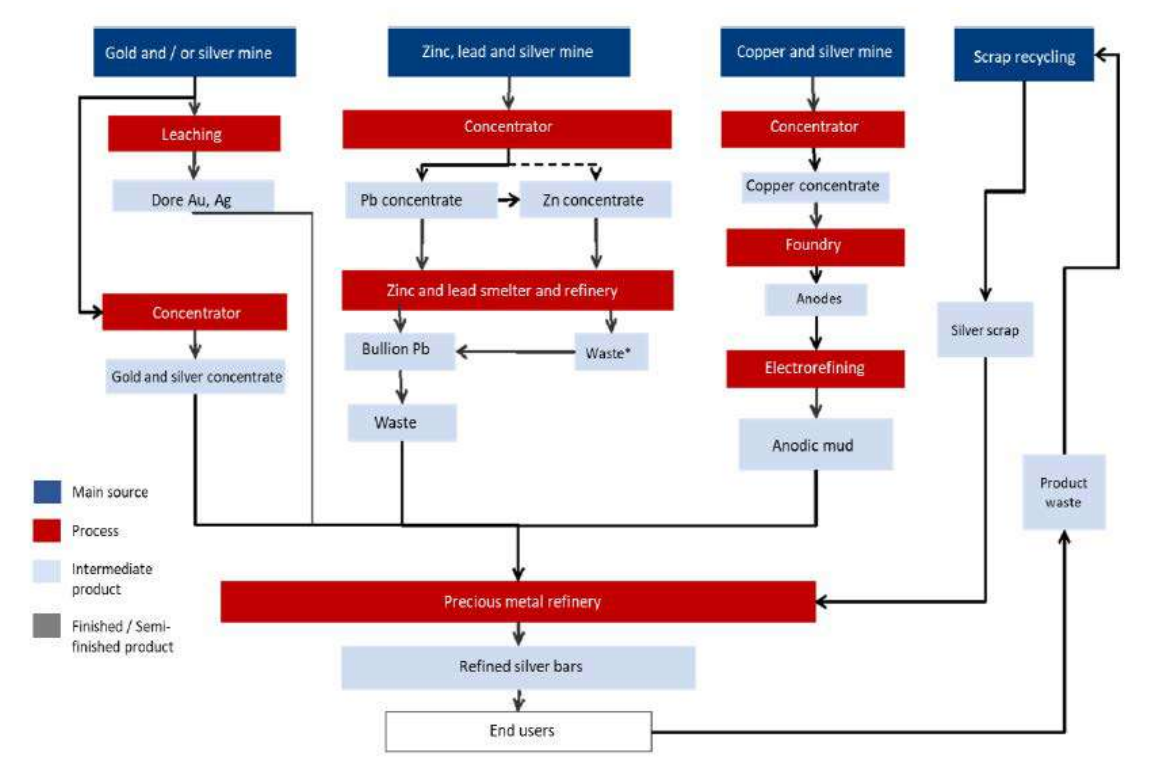 Gold and / or silver mine
Zinc, lead and silver mine
Copper and silver mine
Scrap recycling
Leaching
Concentrator
Concentrator
Dore Au, Ag
Pb concentrate
Zn concentrate
Copper concentrate
Foundry
Zinc and lead smelter and refinery
Anodes
Concentrator
Silver scrap
Bullion Pb
Waste*
Electrorefining
Gold and silver concentrate
Waste
Anodic mud
Main source
Process
Intermediate
product
Finished / Semi-
finished product
Product
waste
Precious metal refinery
Refined silver bars
End users